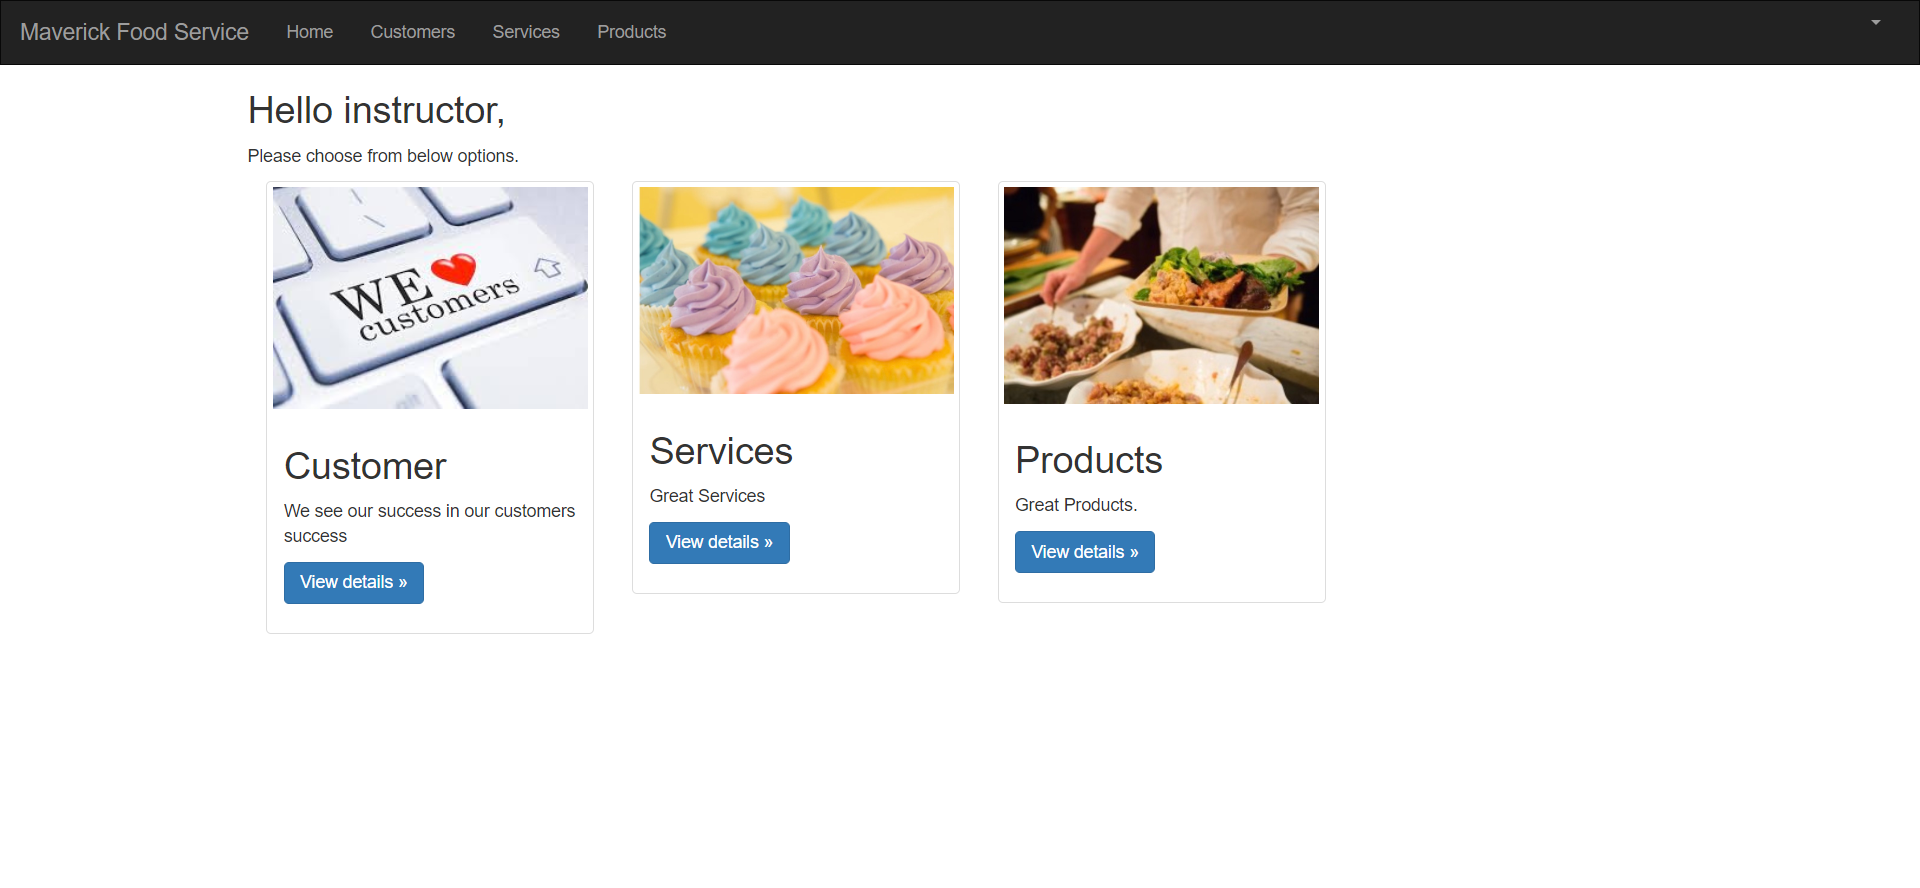 Maverick Food Service Home Customers Services Products
Hello instructor,
Please choose from below options.
WE
customers
Customer
We see our success in our customers
success
View details »
Services
Great Services
View details »
Products
Great Products.
View details »